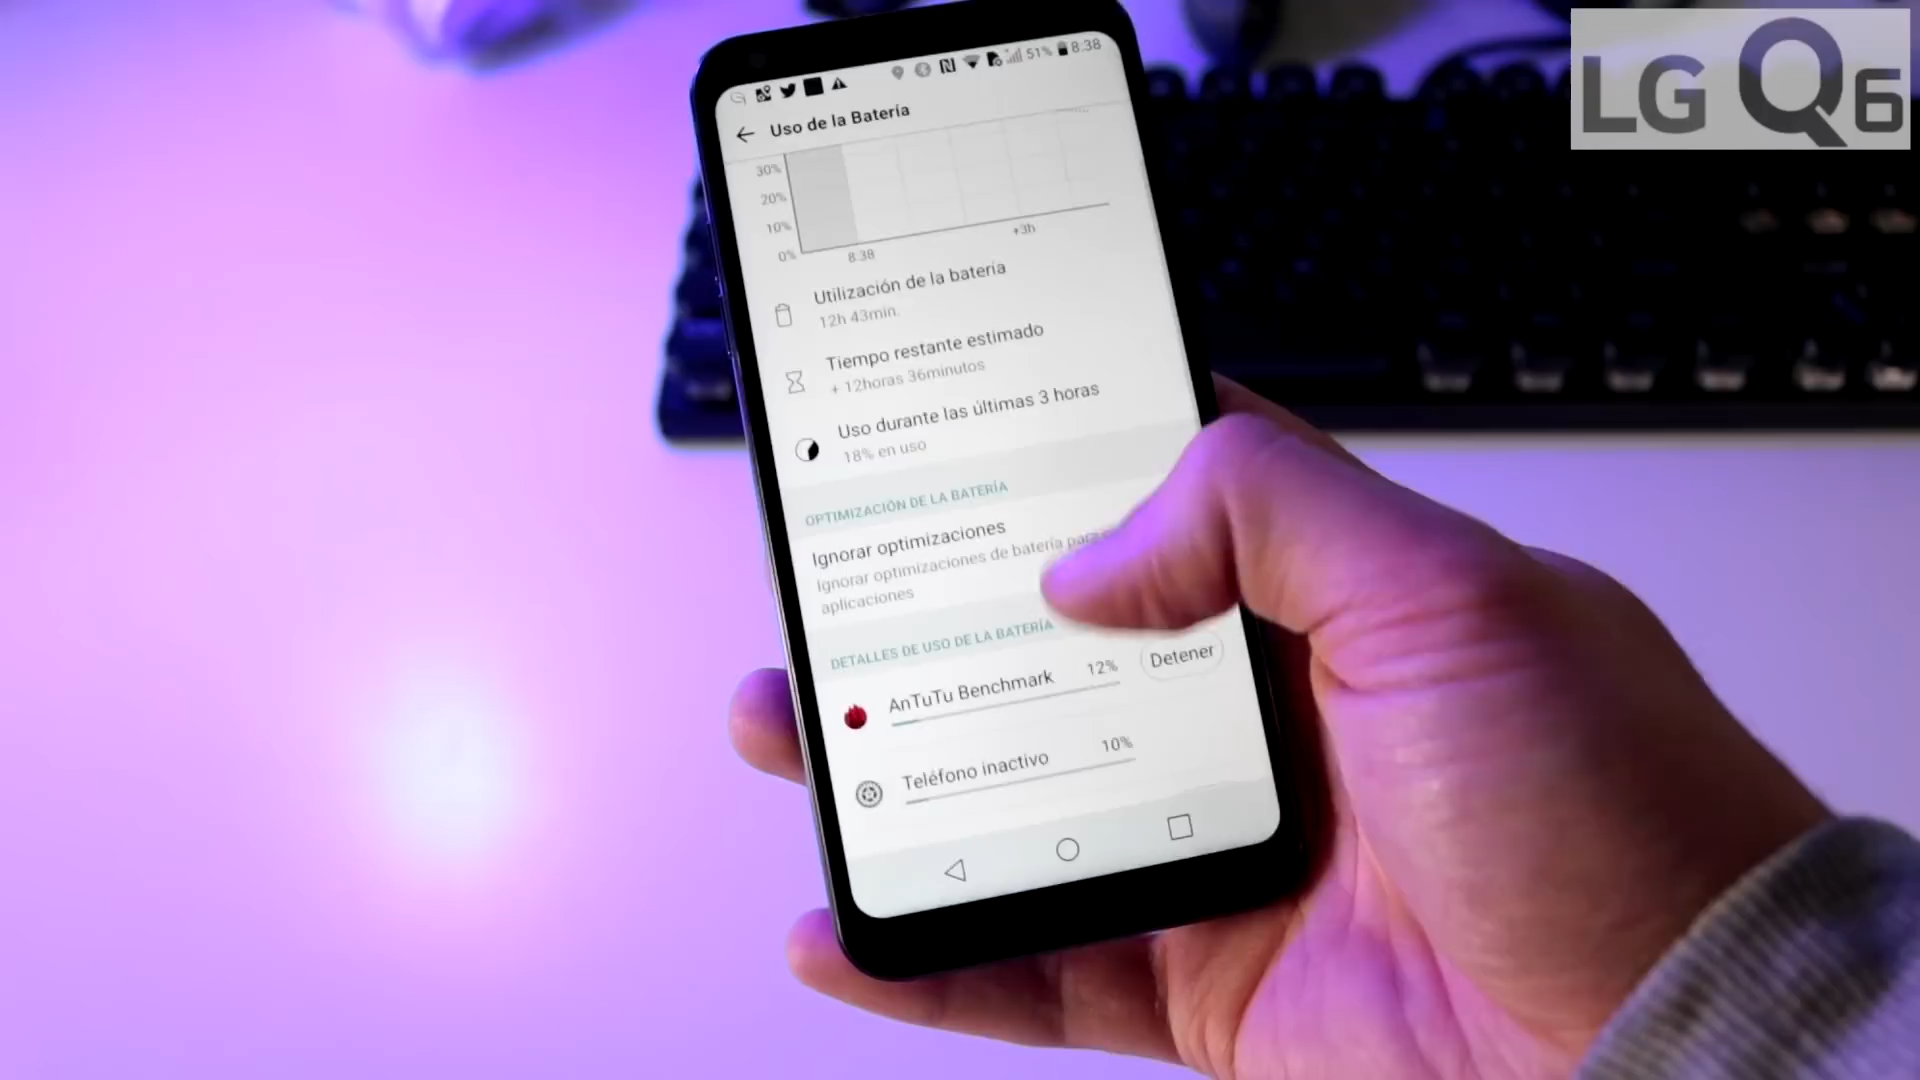 LG Q6
51% 8:38
Uso de la Batería
30%
20%
10%
0%
8:38
+3h
Utilización de la batería
12h 43min.
Tiempo restante estimado
+ 12horas 36minutos
Uso durante las últimas 3 horas
18% en uso
OPTIMIZACIÓN DE LA BATERÍA
Ignorar optimizaciones
Ignorar optimizaciones de batería para
aplicaciones
DETALLES DE USO DE LA BATERÍA
AnTuTu Benchmark 12% Detener
Teléfono inactivo 10%